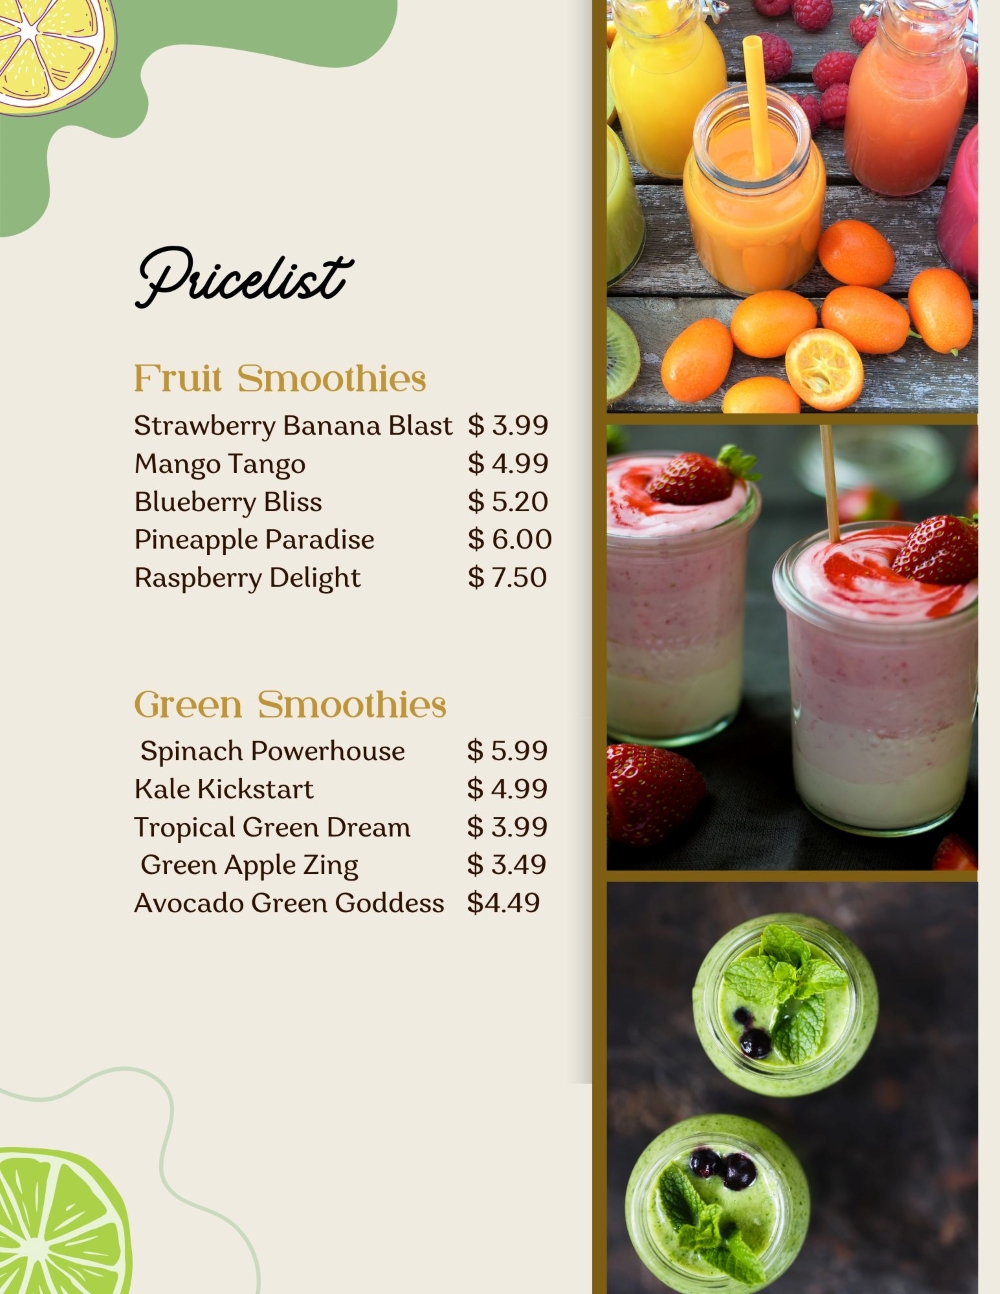 Pricelist
Fruit Smoothies
Strawberry Banana Blast $ 3.99
Mango Tango $ 4.99
Blueberry Bliss $ 5.20
Pineapple Paradise $ 6.00
Raspberry Delight $ 7.50
Green Smoothies
Spinach Powerhouse $ 5.99
Kale Kickstart $ 4.99
Tropical Green Dream $ 3.99
Green Apple Zing $ 3.49
Avocado Green Goddess $4.49